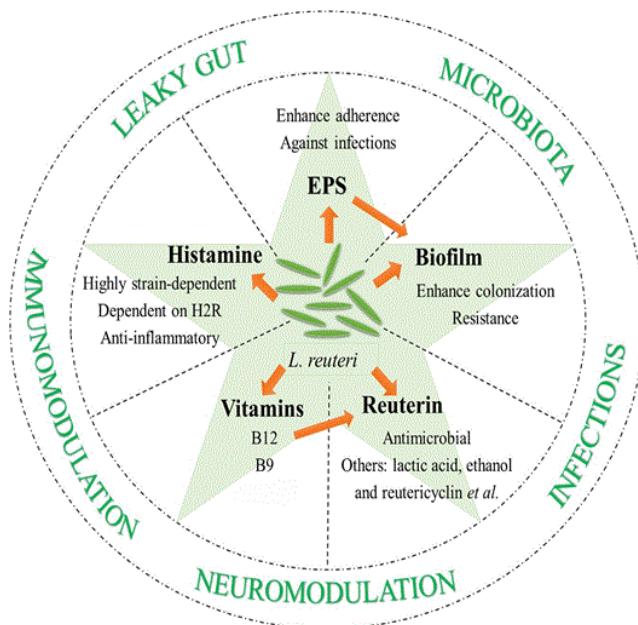 LEAKY GUT
MICROBIOTA
Enhance adherence
Against infections
EPS
Histamine
Highly strain-dependent
Dependent on H2R
Anti-inflammatory
Biofilm
Enhance colonization
Resistance
L. reuteri
Vitamins
B12
B9
Reuterin
Antimicrobial
Others: lactic acid, ethanol
and reutericyclin et al.
IMMUNOMODULATION
INFECTIONS
NEUROMODULATION